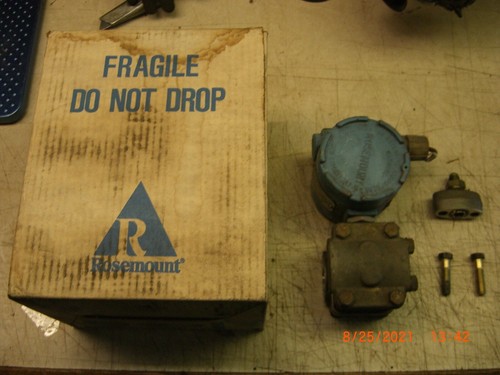 FRAGILE
DO NOT DROP
R
Rosemount
8/25/2021 13:42